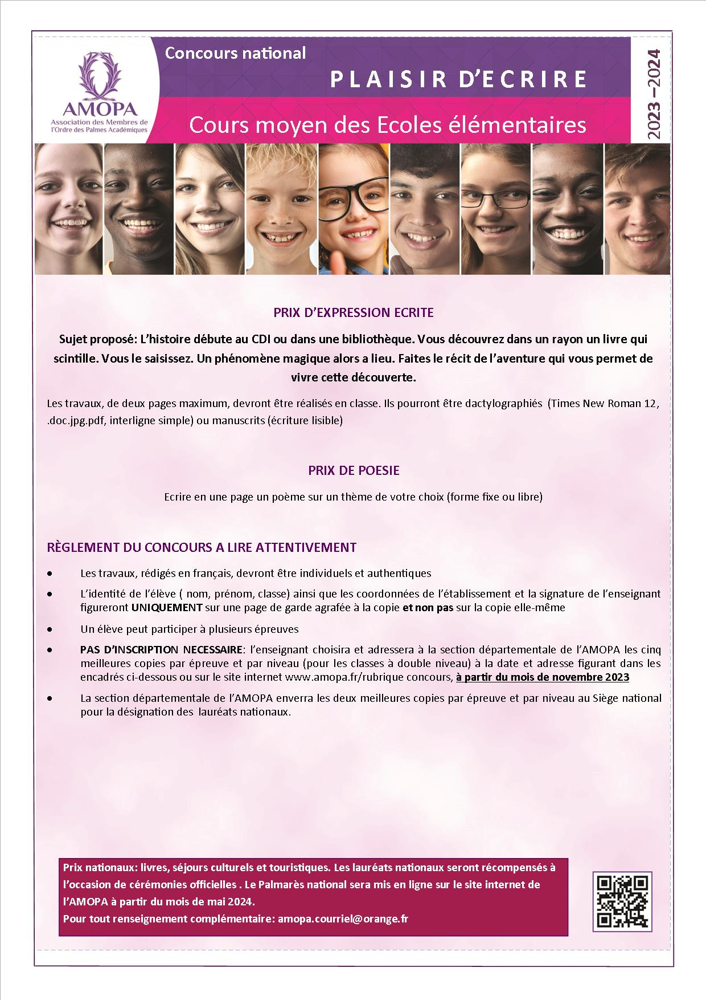 Concours national
PLAISIR D'ECRIRE
2023 –2024
AMOPA
Association des Membres de
l'Ordre des Palmes Académiques
Cours moyen des Ecoles élémentaires
PRIX D'EXPRESSION ECRITE
Sujet proposé: L'histoire débute au CDI ou dans une bibliothèque. Vous découvrez dans un rayon un livre qui
scintille. Vous le saisissez. Un phénomène magique alors a lieu. Faites le récit de l'aventure qui vous permet de
vivre cette découverte.
Les travaux, de deux pages maximum, devront être réalisés en classe. Ils pourront être dactylographiés (Times New Roman 12,
.doc.jpg.pdf, interligne simple) ou manuscrits (écriture lisible)
PRIX DE POESIE
Ecrire en une page un poème sur un thème de votre choix (forme fixe ou libre)
RÈGLEMENT DU CONCOURS A LIRE ATTENTIVEMENT
• Les travaux, rédigés en français, devront être individuels et authentiques
• L'identité de l'élève ( nom, prénom, classe) ainsi que les coordonnées de l'établissement et la signature de l'enseignant
figureront UNIQUEMENT sur une page de garde agrafée à la copie et non pas sur la copie elle-même
• Un élève peut participer à plusieurs épreuves
• PAS D'INSCRIPTION NECESSAIRE: l'enseignant choisira et adressera à la section départementale de l'AMOPA les cinq
meilleures copies par épreuve et par niveau (pour les classes à double niveau) à la date et adresse figurant dans les
encadrés ci-dessous ou sur le site internet www.amopa.fr/rubrique concours, à partir du mois de novembre 2023
• La section départementale de l'AMOPA enverra les deux meilleures copies par épreuve et par niveau au Siège national
pour la désignation des lauréats nationaux.
Prix nationaux: livres, séjours culturels et touristiques. Les lauréats nationaux seront récompensés à
l'occasion de cérémonies officielles . Le Palmarès national sera mis en ligne sur le site internet de
l'AMOPA à partir du mois de mai 2024.
Pour tout renseignement complémentaire: amopa.courriel@orange.fr